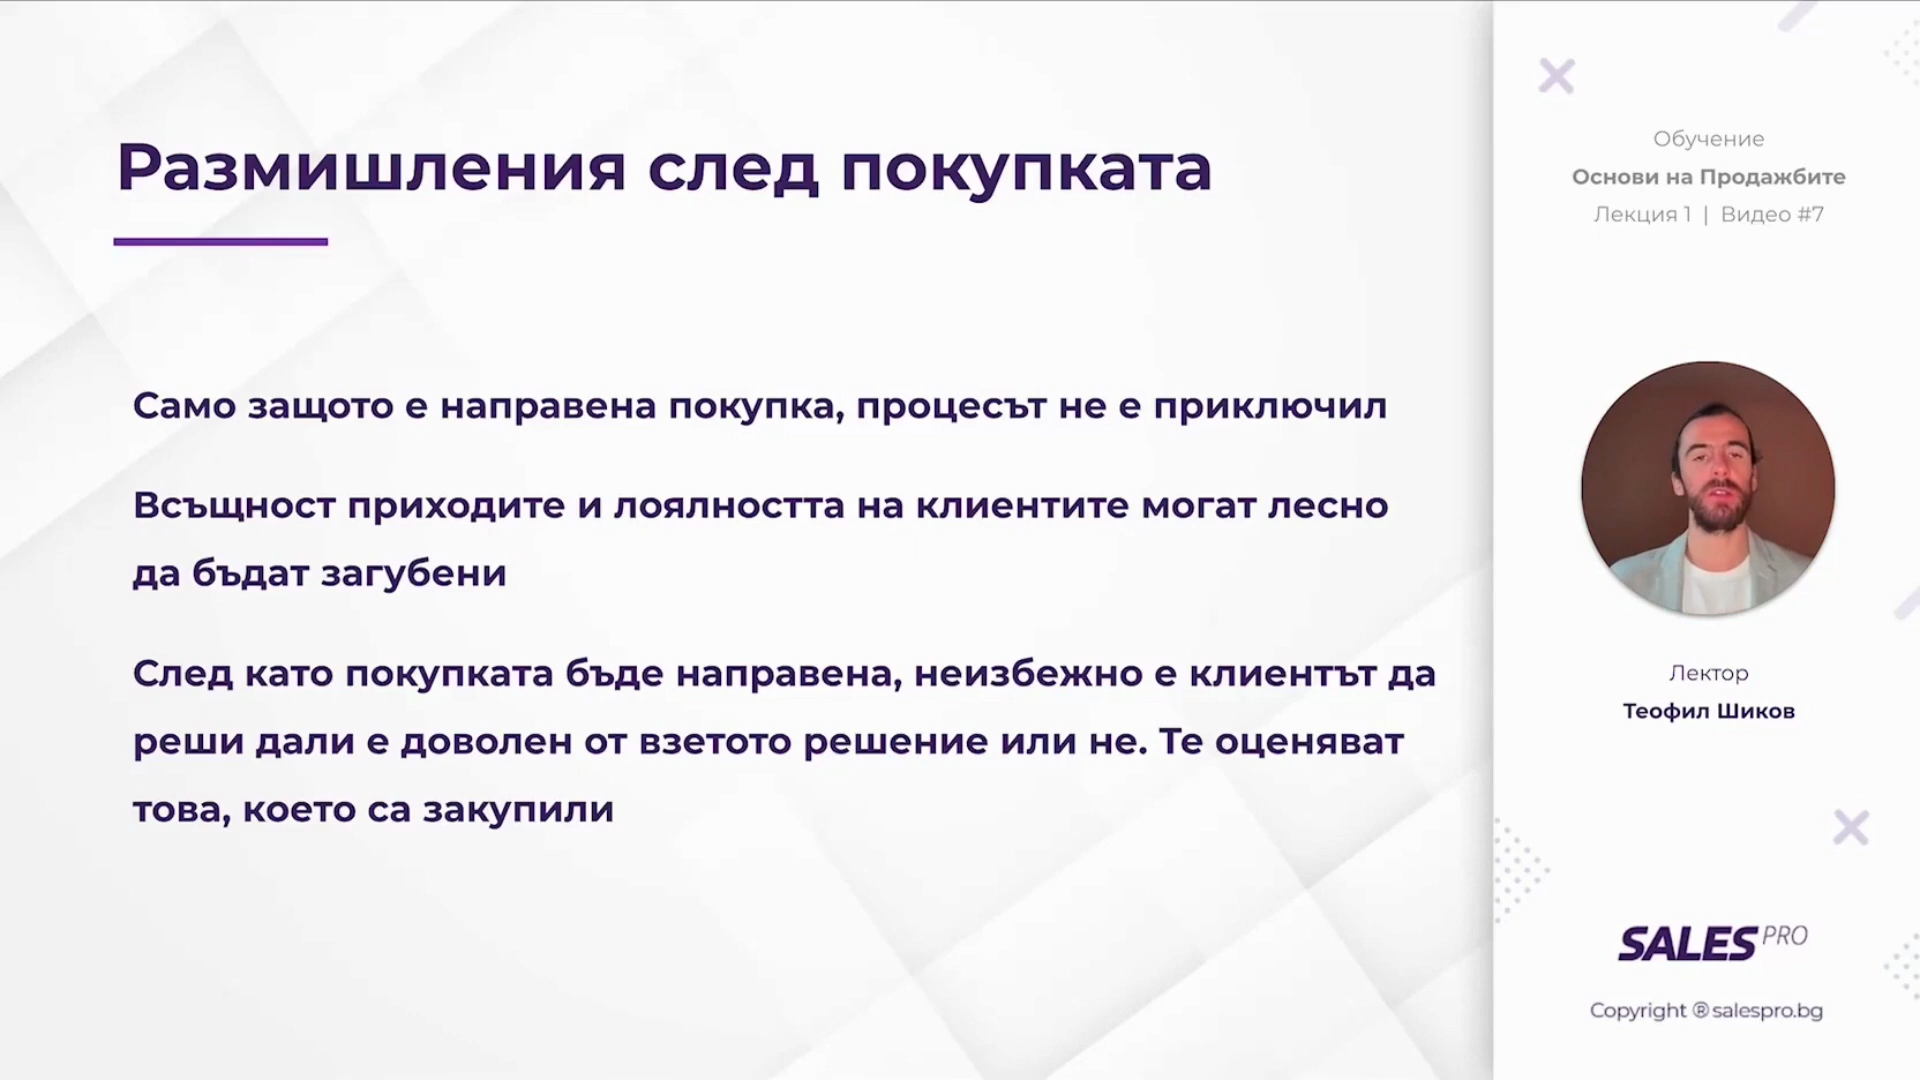 Размишления след покупката
Само защото е направена покупка, процесът не е приключил
Всъщност приходите и лоялността на клиентите могат лесно
да бъдат загубени
След като покупката бъде направена, неизбежно е клиентът да
реши дали е доволен от взетото решение или не. Те оценяват
това, което са закупили
Обучение
Основи на Продажбите
Лекция 1 | Видео #7
Лектор
Теофил Шиков
SALES PRO
Copyright ® salespro.bg